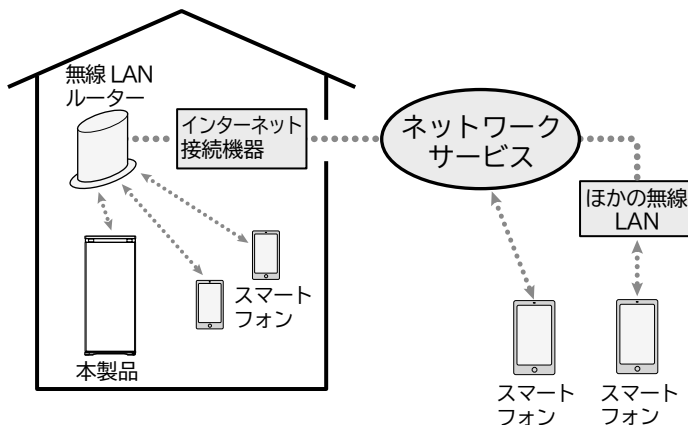 無線 LAN
ルーター
インターネット
接続機器
ネットワーク
サービス
ほかの無線
LAN
スマート
フォン
本製品
スマート
フォン
スマート
フォン